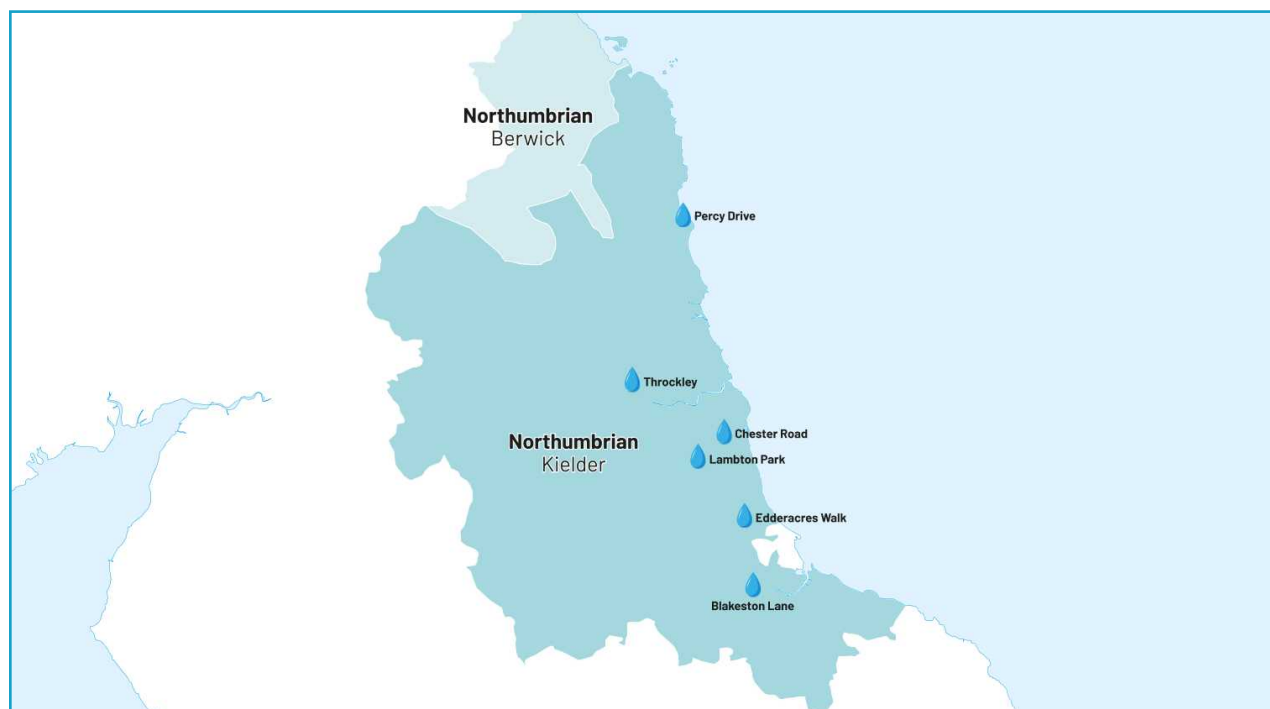 Northumbrian
Berwick
Percy Drive
Throckley
Chester Road
Northumbrian
Kielder
Lambton Park
Edderacres Walk
Blakeston Lane